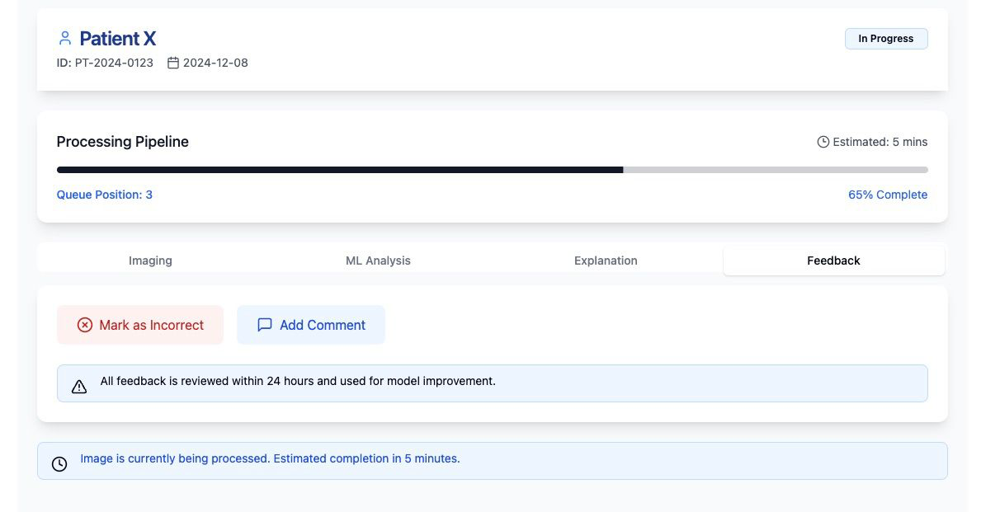 Patient X
In Progress
ID: PT-2024-0123 2024-12-08
Processing Pipeline
Estimated: 5 mins
Queue Position: 3
65% Complete
Imaging
ML Analysis
Explanation
Feedback
Mark as Incorrect
Add Comment
All feedback is reviewed within 24 hours and used for model improvement.
Image is currently being processed. Estimated completion in 5 minutes.